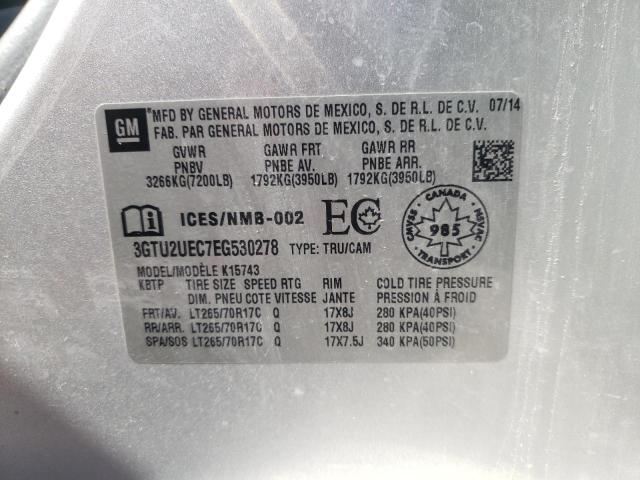 GM
*MFD BY GENERAL MOTORS DE MEXICO, S. DE R.L. DE C.V. 07/14
FAB. PAR GENERAL MOTORS DE MEXICO, S. DE R.L. DE C.V.
GVWR GAWR FRT. GAWR RR
PNBV PNBE AV. PNBE ARR.
3266KG(7200LB) 1792KG(3950LB) 1792KG(3950LB)
ICES/NMB-002 EC
CANADA
CMVSS NSVAC
985
3GTU2UEC7EG530278 TYPE: TRU/CAM
MODEL/MODÈLE K15743
KBTP TIRE SIZE SPEED RTG RIM COLD TIRE PRESSURE
DIM. PNEU COTE VITESSE JANTE PRESSION À FROID
FRT/AV. LT265/70R17C Q 17X8J 280 KPA(40PSI)
RR/ARR. LT265/70R17C Q 17X8J 280 KPA(40PSI)
SPA/SOS LT265/70R17C Q 17X7.5J 340 KPA(50PSI)